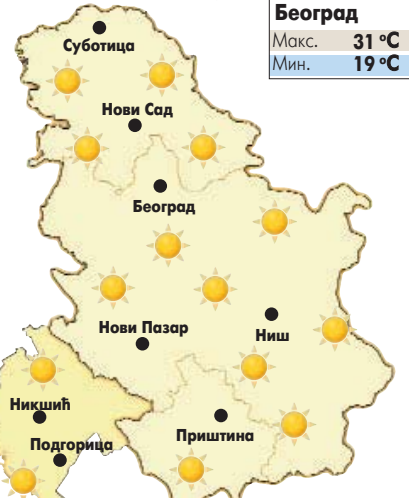 Београд
Макс. 31 °C
Мин. 19 °C
Суботица
Нови Сад
Београд
Нови Пазар
Ниш
Никшић
Приштина
Подгорица